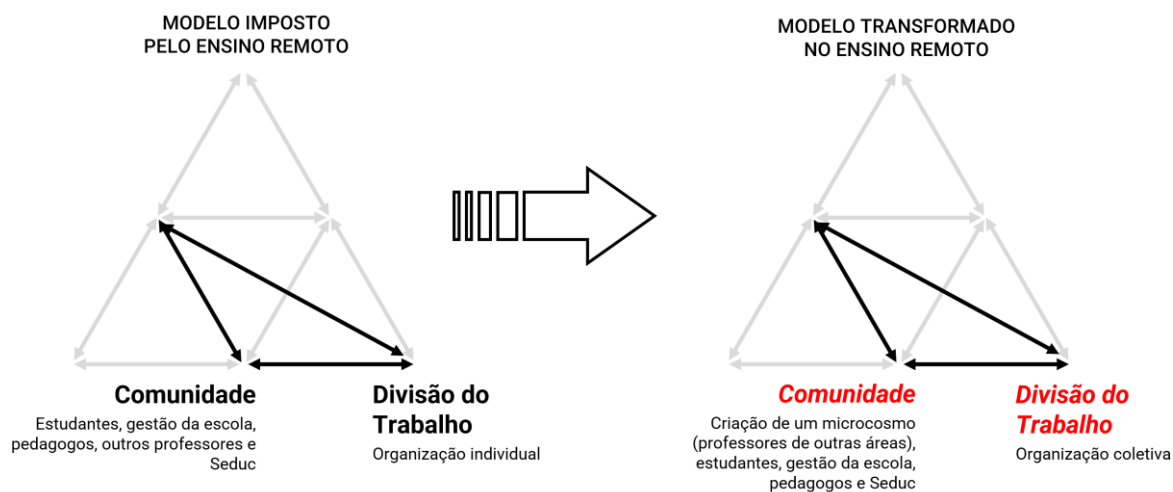 MODELO IMPOSTO
PELO ENSINO REMOTO
Comunidade
Estudantes, gestão da escola,
pedagogos, outros professores e
Seduc
Divisão do
Trabalho
Organização individual
MODELO TRANSFORMADO
NO ENSINO REMOTO
Comunidade
Criação de um microcosmo
(professores de outras áreas),
estudantes, gestão da escola,
pedagogos e Seduc
Divisão do
Trabalho
Organização coletiva